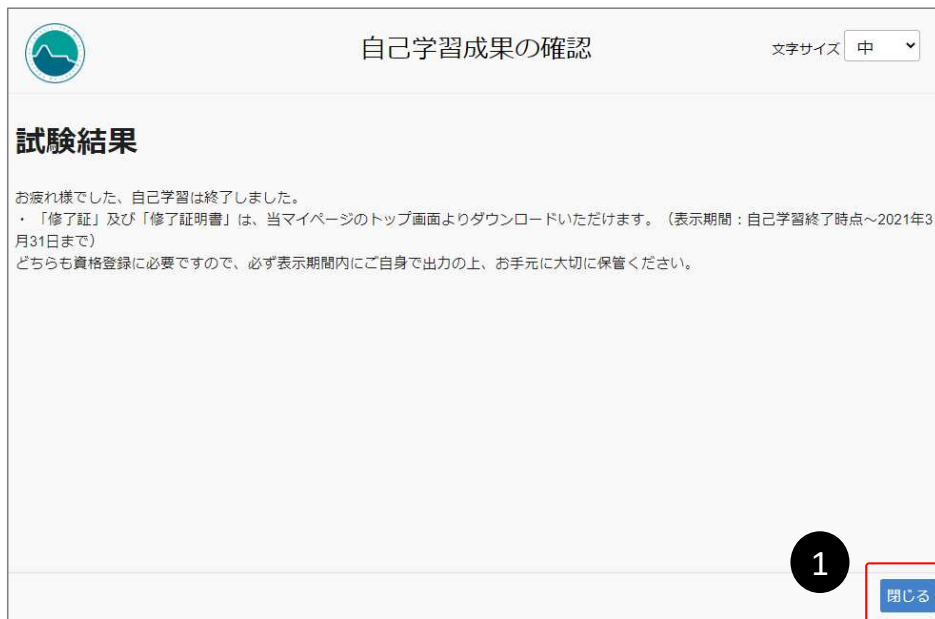 自己学習成果の確認
文字サイズ 中
試験結果
お疲れ様でした、自己学習は終了しました。
・ 「修了証」及び「修了証明書」は、当マイページのトップ画面よりダウンロードいただけます。（表示期間：自己学習終了時点～2021年3
月31日まで）
どちらも資格登録に必要ですので、必ず表示期間内にご自身で出力の上、お手元に大切に保管ください。
1
閉じる